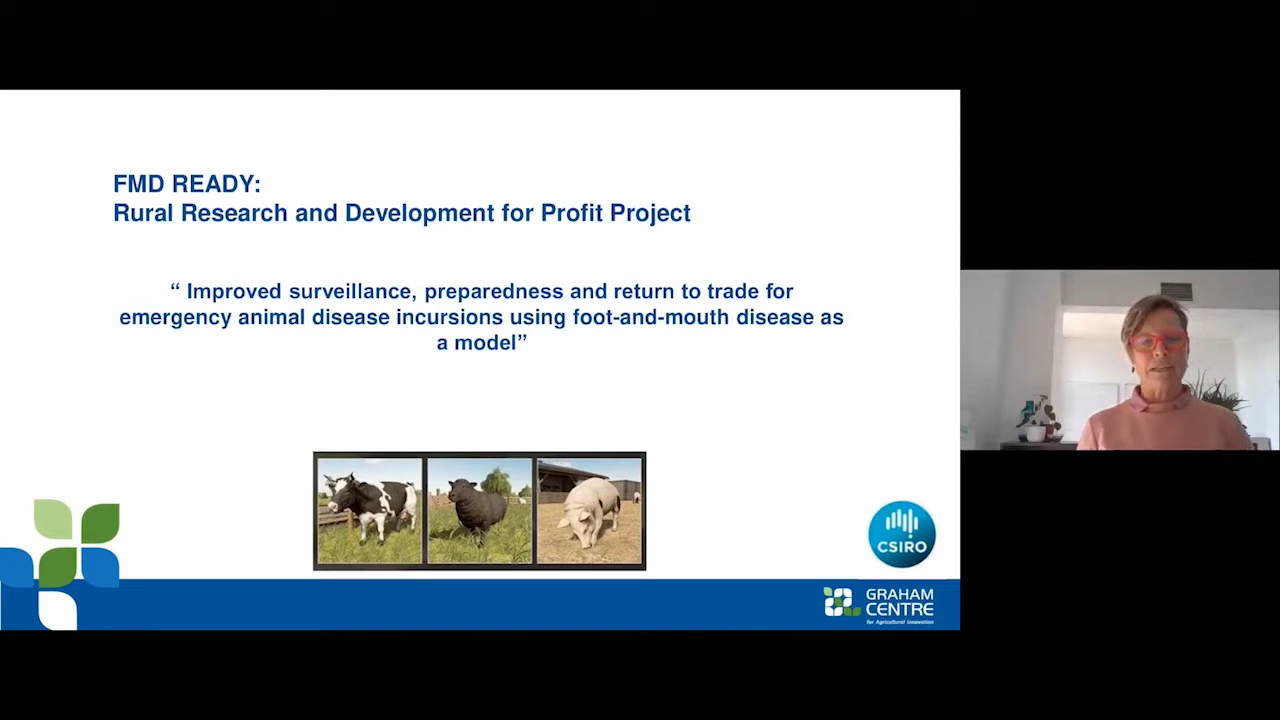 FMD READY:
Rural Research and Development for Profit Project
“ Improved surveillance, preparedness and return to trade for
emergency animal disease incursions using foot-and-mouth disease as
a model”
CSIRO
GRAHAM
CENTRE
for Agricultural Innovation